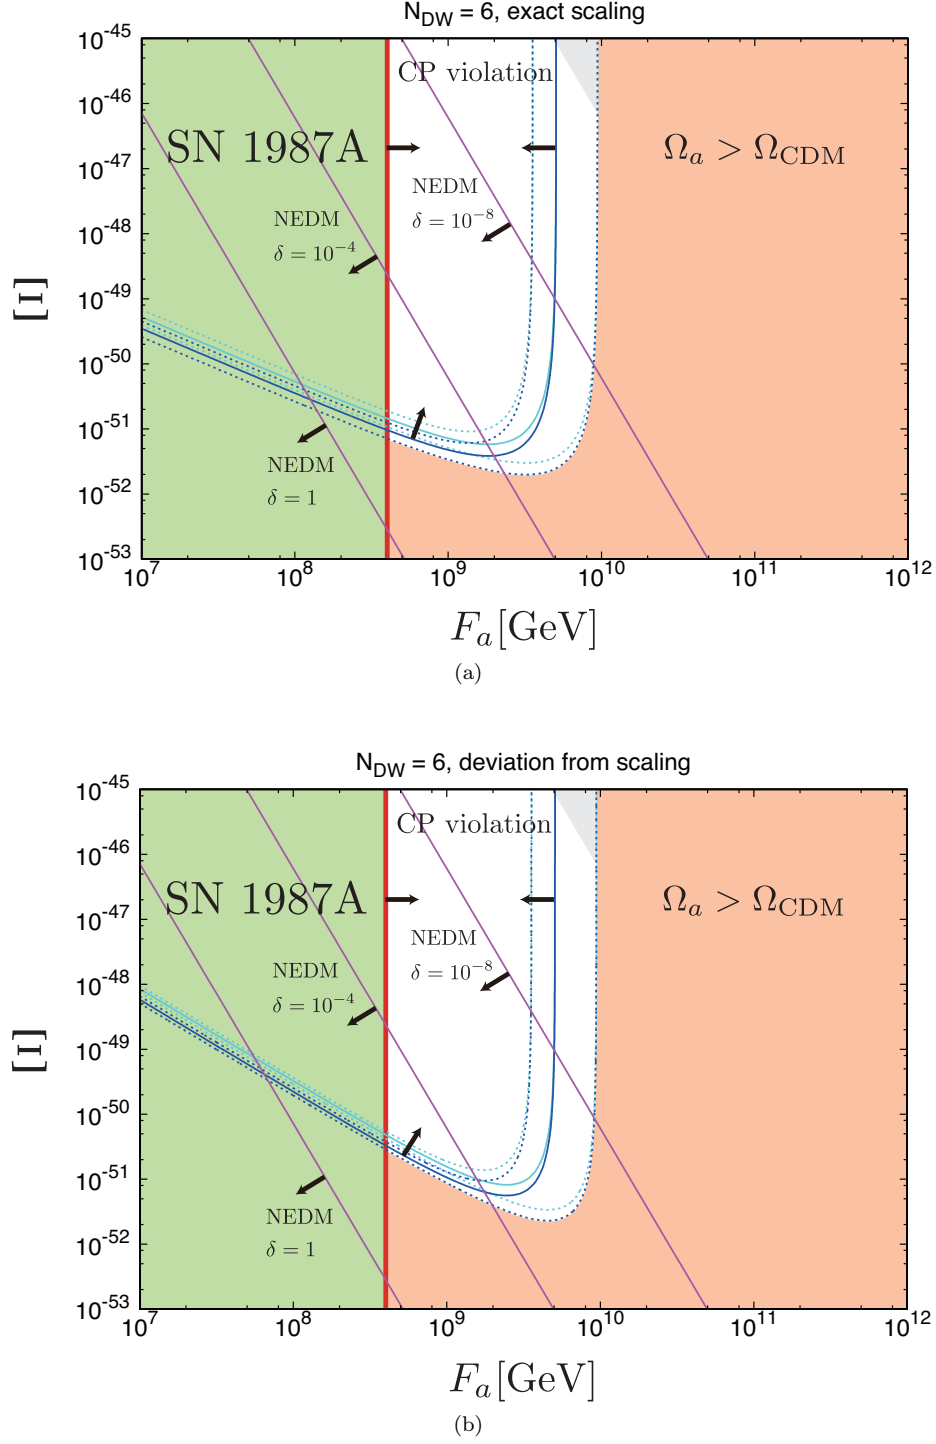 N_DW = 6, exact scaling
10^-45
CP violation
10^-46
SN 1987A
Ω_a > Ω_CDM
10^-47
NEDM
δ = 10^-8
NEDM
δ = 10^-4
10^-48
10^-49
Ξ
10^-50
10^-51
NEDM
δ = 1
10^-52
10^-53
10^7 10^8 10^9 10^10 10^11 10^12
F_a [GeV]
(a)
N_DW = 6, deviation from scaling
10^-45
CP violation
10^-46
SN 1987A
Ω_a > Ω_CDM
10^-47
NEDM
δ = 10^-8
NEDM
δ = 10^-4
10^-48
10^-49
Ξ
10^-50
10^-51
NEDM
δ = 1
10^-52
10^-53
10^7 10^8 10^9 10^10 10^11 10^12
F_a [GeV]
(b)